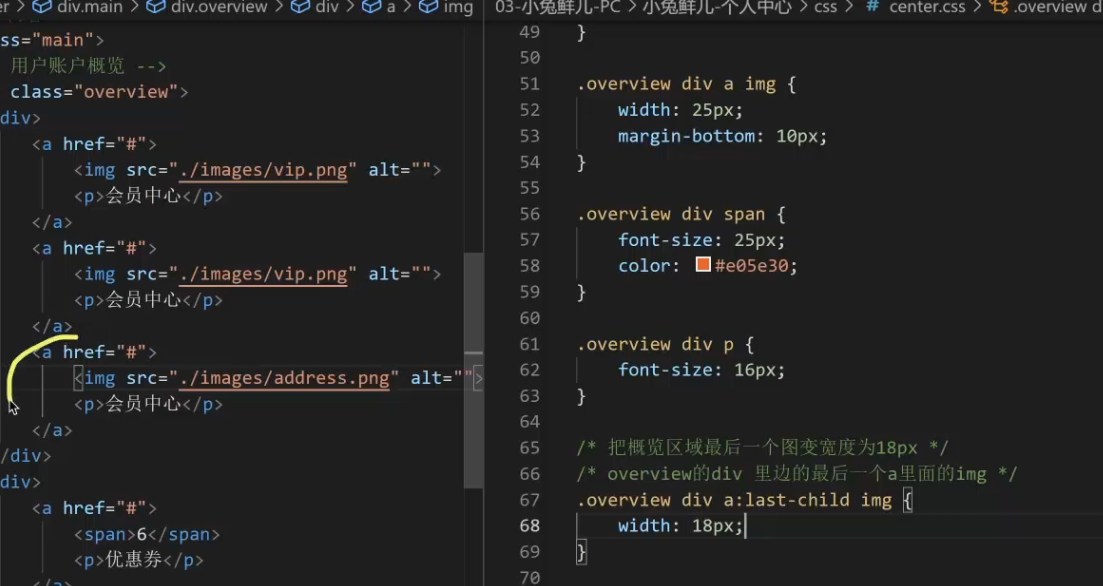 div.main > div.overview > div > a > img
03-小兔鲜儿-PC > 小兔鲜儿-个人中心 > css > # center.css > .overview d
ss="main">
用户账户概览 -->
class="overview">
div>
<a href="#">
<img src="./images/vip.png" alt="">
<p>会员中心</p>
</a>
<a href="#">
<img src="./images/vip.png" alt="">
<p>会员中心</p>
</a>
<a href="#">
<img src="./images/address.png" alt="">
<p>会员中心</p>
</a>
/div>
div>
<a href="#">
<span>6</span>
<p>优惠券</p>
</a>
49 }
50
51 .overview div a img {
52 width: 25px;
53 margin-bottom: 10px;
54 }
55
56 .overview div span {
57 font-size: 25px;
58 color: #e05e30;
59 }
60
61 .overview div p {
62 font-size: 16px;
63 }
64
65 /* 把概览区域最后一个图变宽度为18px */
66 /* overview的div 里边的最后一个a里面的img */
67 .overview div a:last-child img {
68 width: 18px;
69 }
70